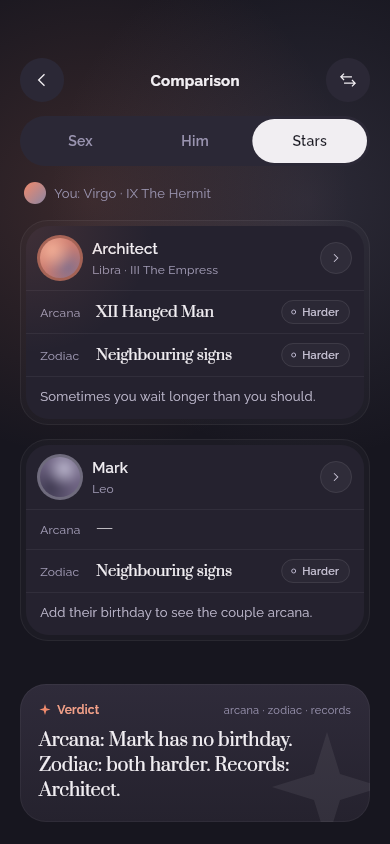 Comparison
Sex Him Stars
You: Virgo · IX The Hermit
Architect
Libra · III The Empress
Arcana XII Hanged Man Harder
Zodiac Neighbouring signs Harder
Sometimes you wait longer than you should.
Mark
Leo
Arcana —
Zodiac Neighbouring signs Harder
Add their birthday to see the couple arcana.
Verdict arcana · zodiac · records
Arcana: Mark has no birthday.
Zodiac: both harder. Records:
Architect.